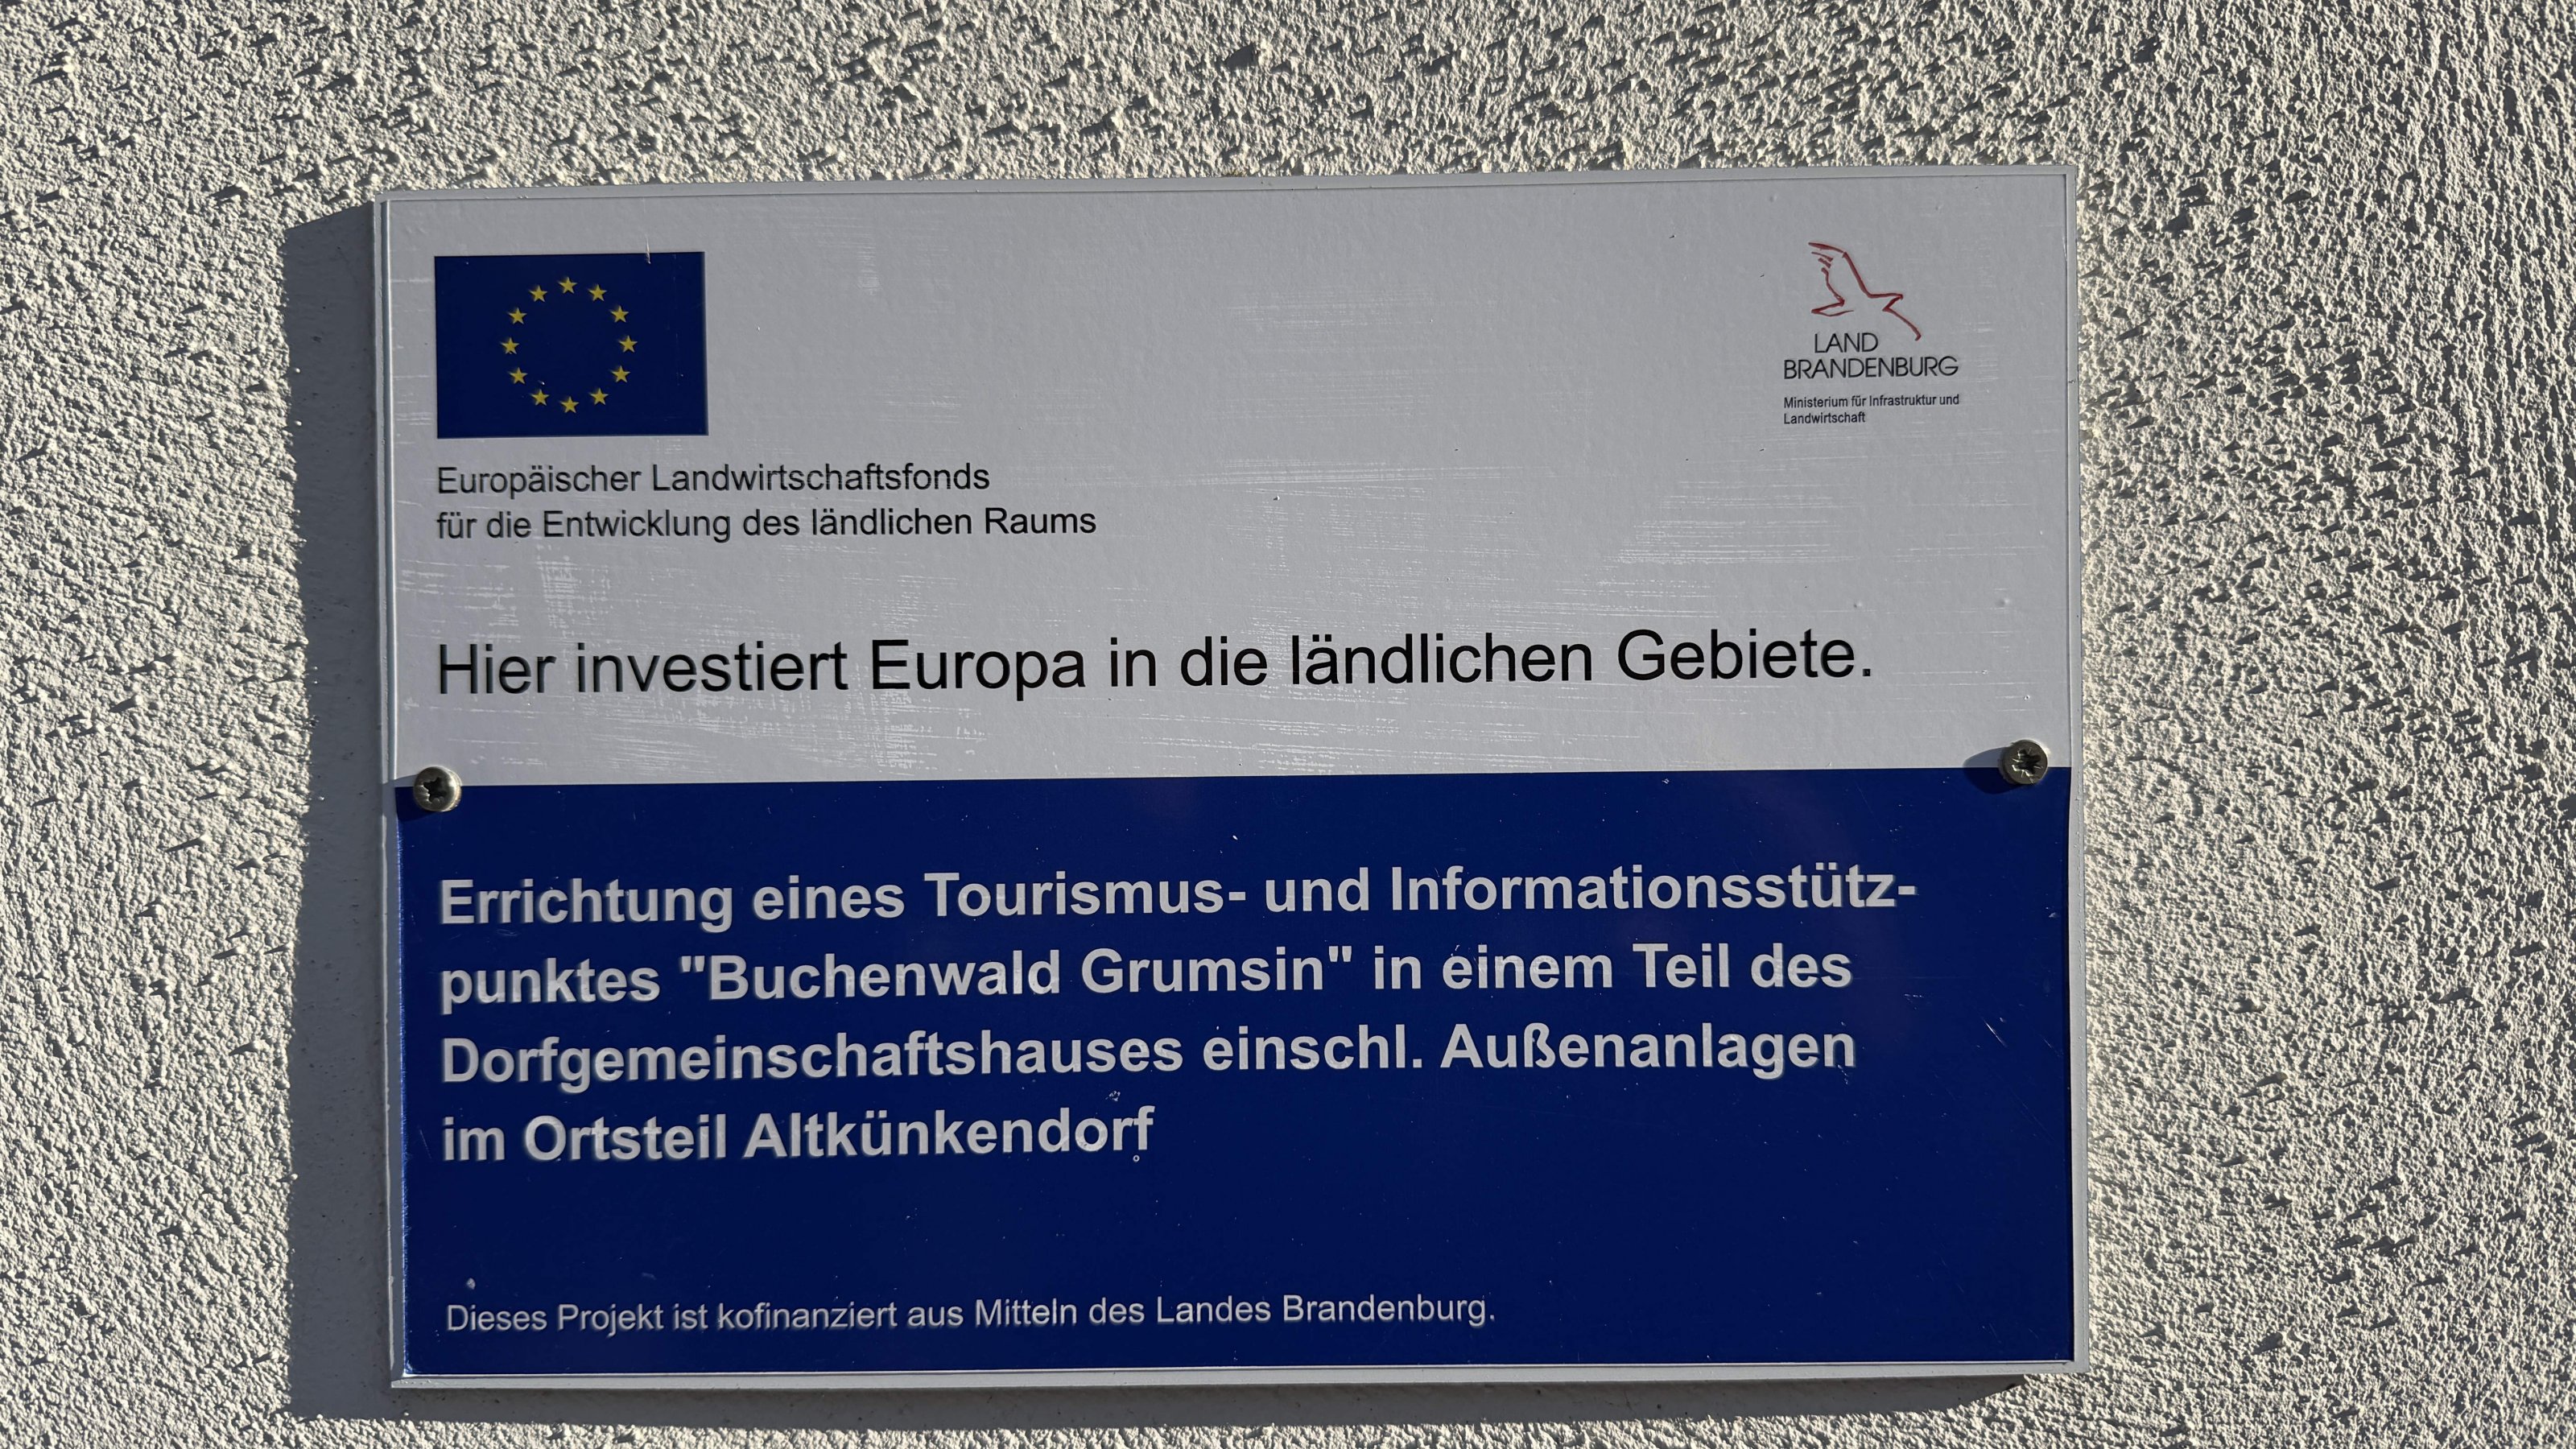 LAND
BRANDENBURG
Ministerium für Infrastruktur und
Landwirtschaft
Europäischer Landwirtschaftsfonds
für die Entwicklung des ländlichen Raums
Hier investiert Europa in die ländlichen Gebiete.
Errichtung eines Tourismus- und Informationsstütz-
punktes "Buchenwald Grumsin" in einem Teil des
Dorfgemeinschaftshauses einschl. Außenanlagen
im Ortsteil Altkünkendorf
Dieses Projekt ist kofinanziert aus Mitteln des Landes Brandenburg.